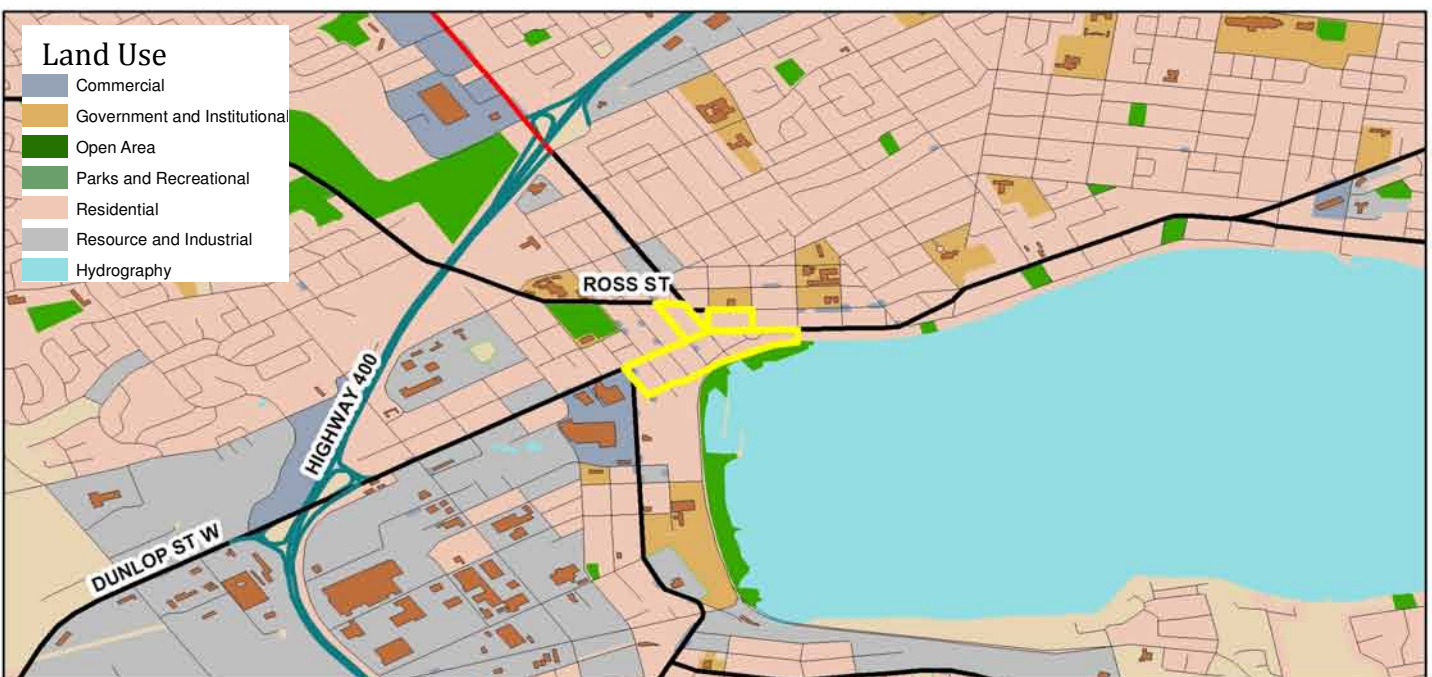 Land Use
Commercial
Government and Institutional
Open Area
Parks and Recreational
Residential
Resource and Industrial
Hydrography
ROSS ST
HIGHWAY 400
DUNLOP ST W